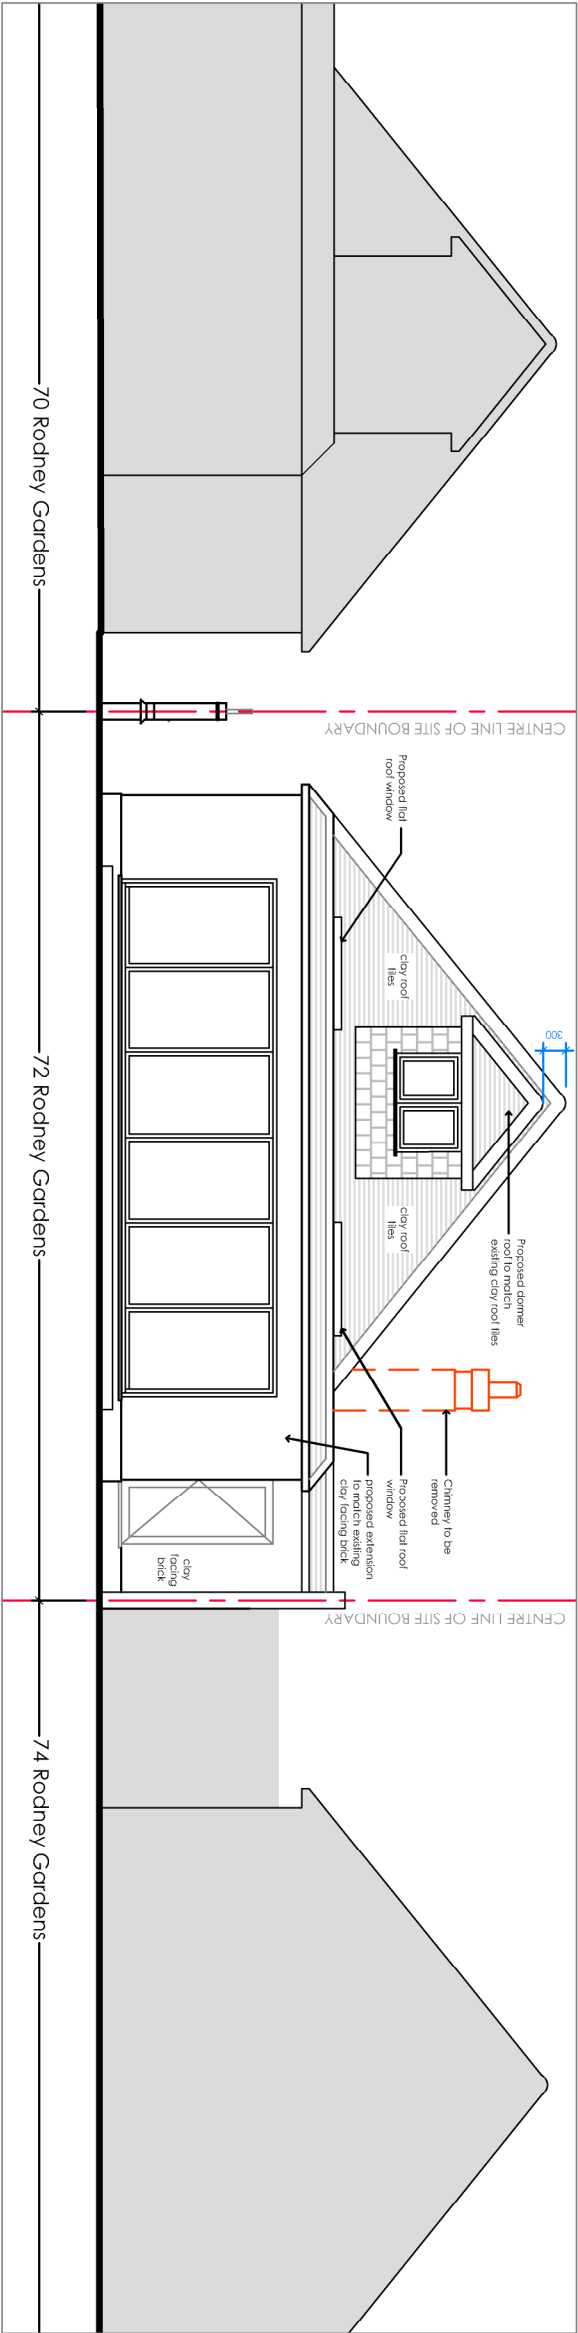 CENTRE LINE OF SITE BOUNDARY
CENTRE LINE OF SITE BOUNDARY
300
Proposed dormer
roof to match
existing clay roof tiles
Chimney to be
removed
Proposed flat
roof window
clay roof
tiles
clay roof
tiles
Proposed flat roof
window
proposed extension
to match existing
clay facing brick
clay
facing
brick
70 Rodney Gardens
72 Rodney Gardens
74 Rodney Gardens